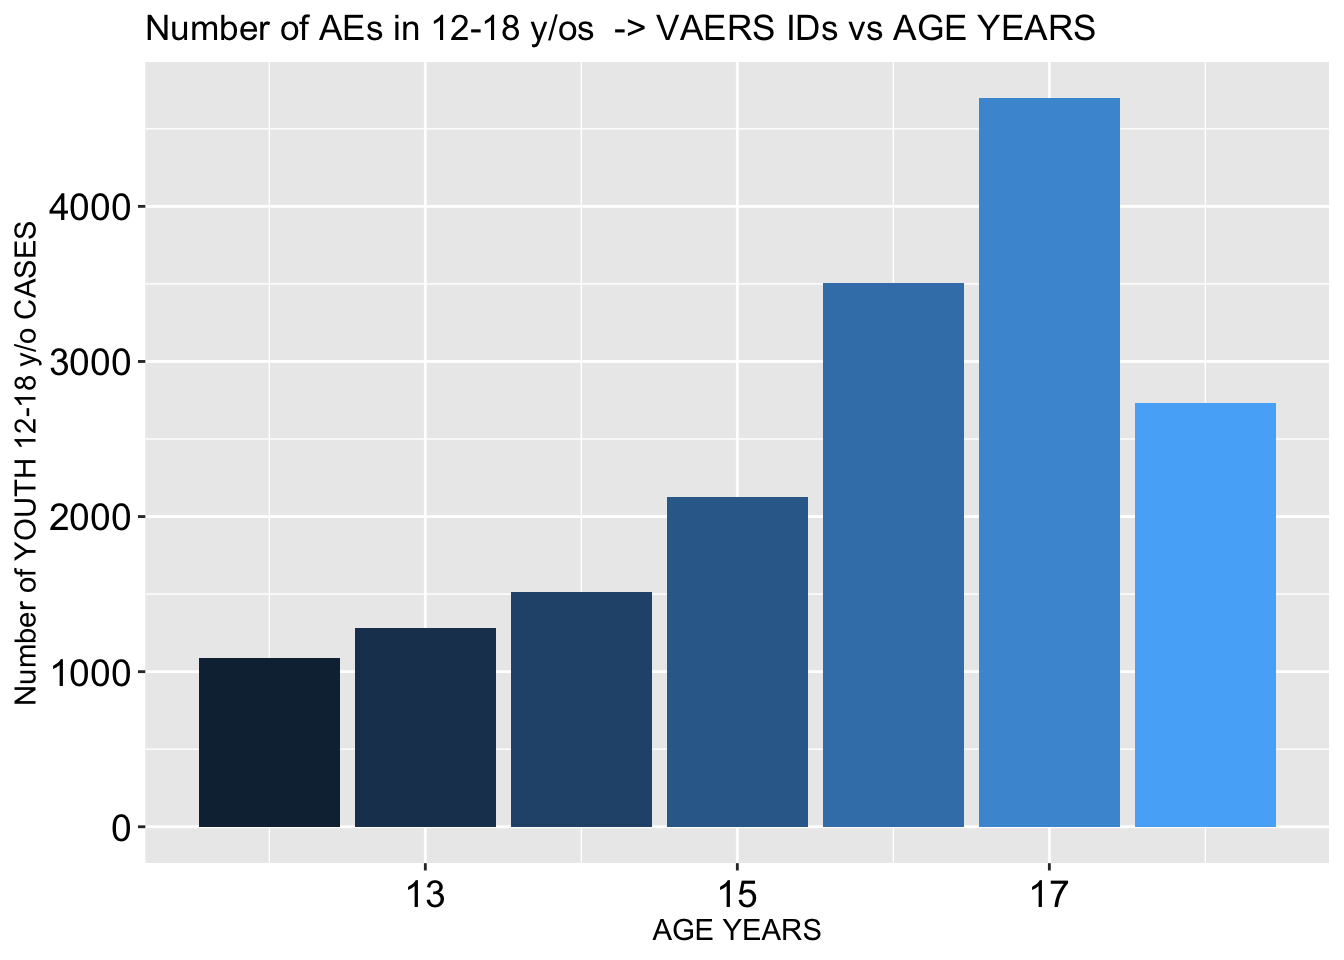 Number of AEs in 12-18 y/os  -> VAERS IDs vs AGE YEARS
Number of YOUTH 12-18 y/o CASES
4000
3000
2000
1000
0
13 15 17
AGE YEARS